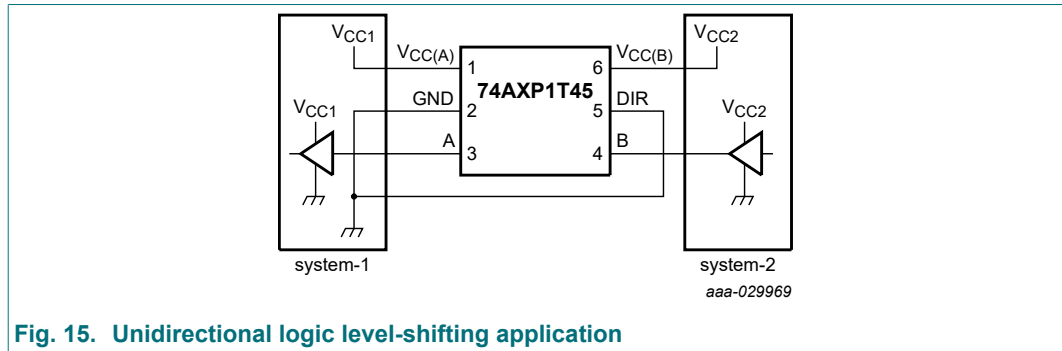 VCC1
VCC(A)
VCC(B)
VCC2
1
6
74AXP1T45
GND
2
5
DIR
VCC1
VCC2
A
3
4
B
system-1
system-2
aaa-029969
Fig. 15. Unidirectional logic level-shifting application